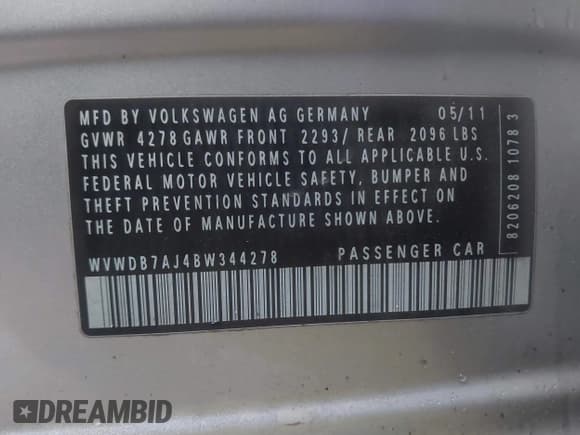 MFD BY VOLKSWAGEN AG GERMANY 05/11
GVWR 4278 GAWR FRONT 2293/ REAR 2096 LBS
THIS VEHICLE CONFORMS TO ALL APPLICABLE U.S.
FEDERAL MOTOR VEHICLE SAFETY, BUMPER AND
THEFT PREVENTION STANDARDS IN EFFECT ON
THE DATE OF MANUFACTURE SHOWN ABOVE.
WVWDB7AJ4BW344278 PASSENGER CAR
8206208 1078 3
DREAMBID